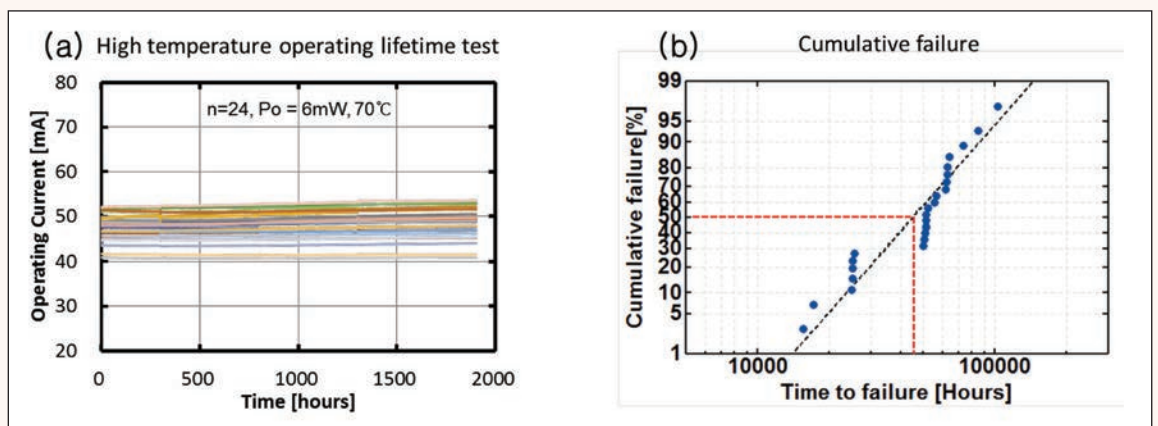 (a) High temperature operating lifetime test
80
70
60
50
40
30
20
Operating Current [mA]
n=24, Po = 6mW, 70℃
0 500 1000 1500 2000
Time [hours]
(b) Cumulative failure
99
95
90
80
70
60
50
40
30
20
10
5
1
Cumulative failure[%]
10000 100000
Time to failure [Hours]